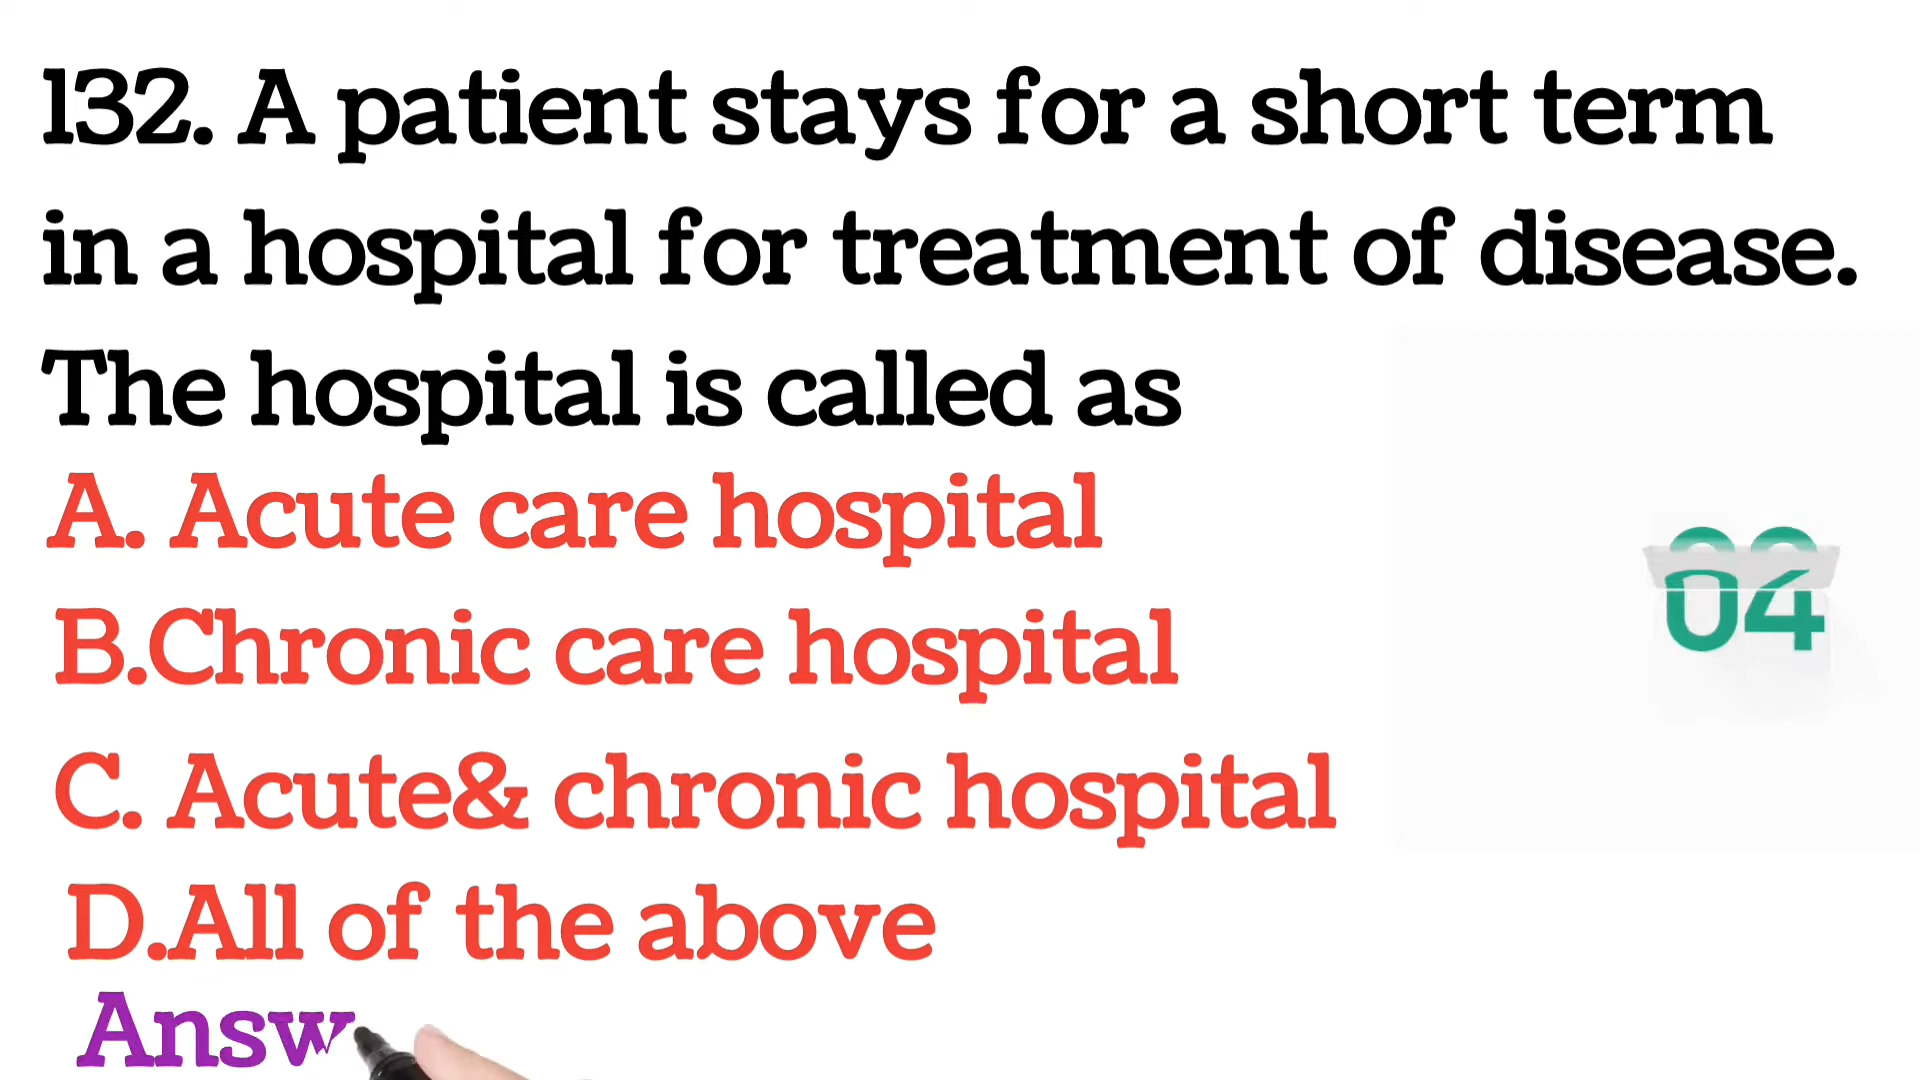 132. A patient stays for a short term
in a hospital for treatment of disease.
The hospital is called as
A. Acute care hospital
B.Chronic care hospital
C. Acute& chronic hospital
D.All of the above
04
Answ